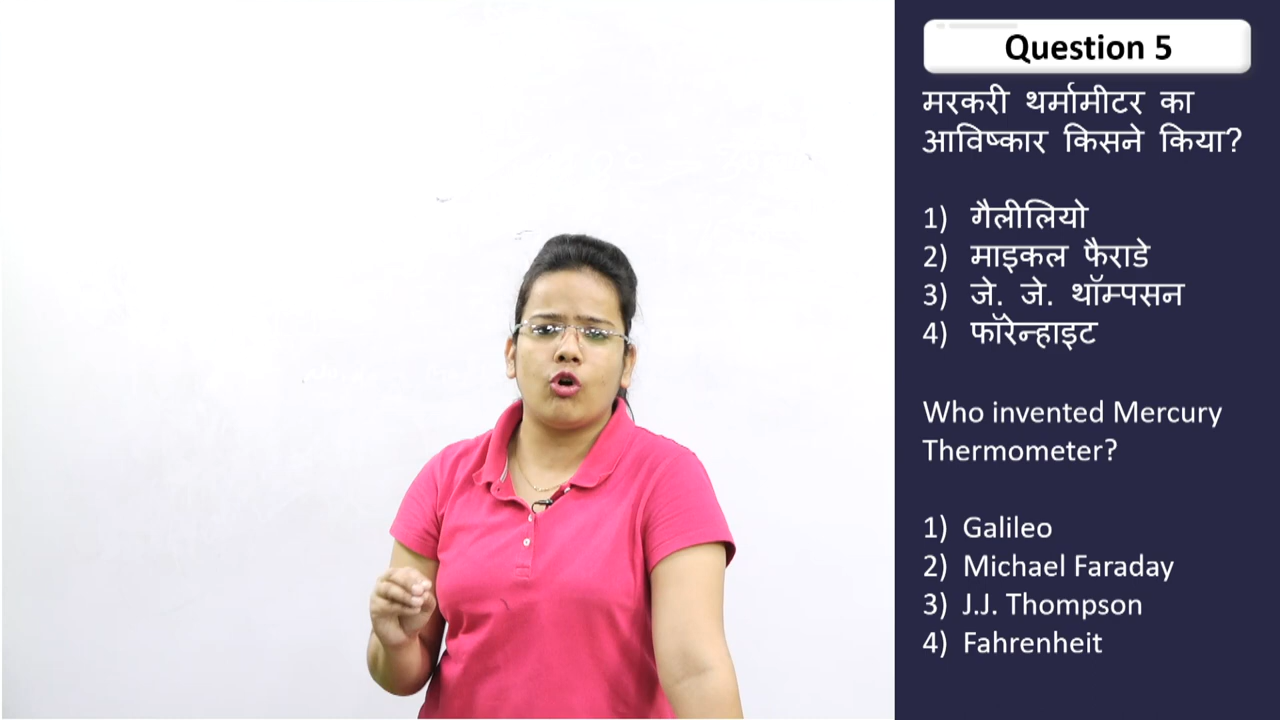 Question 5
मरकरी थर्मामीटर का
आविष्कार किसने किया?
1) गैलीलियो
2) माइकल फैराडे
3) जे. जे. थॉम्पसन
4) फॉरेन्हाइट
Who invented Mercury
Thermometer?
1) Galileo
2) Michael Faraday
3) J.J. Thompson
4) Fahrenheit